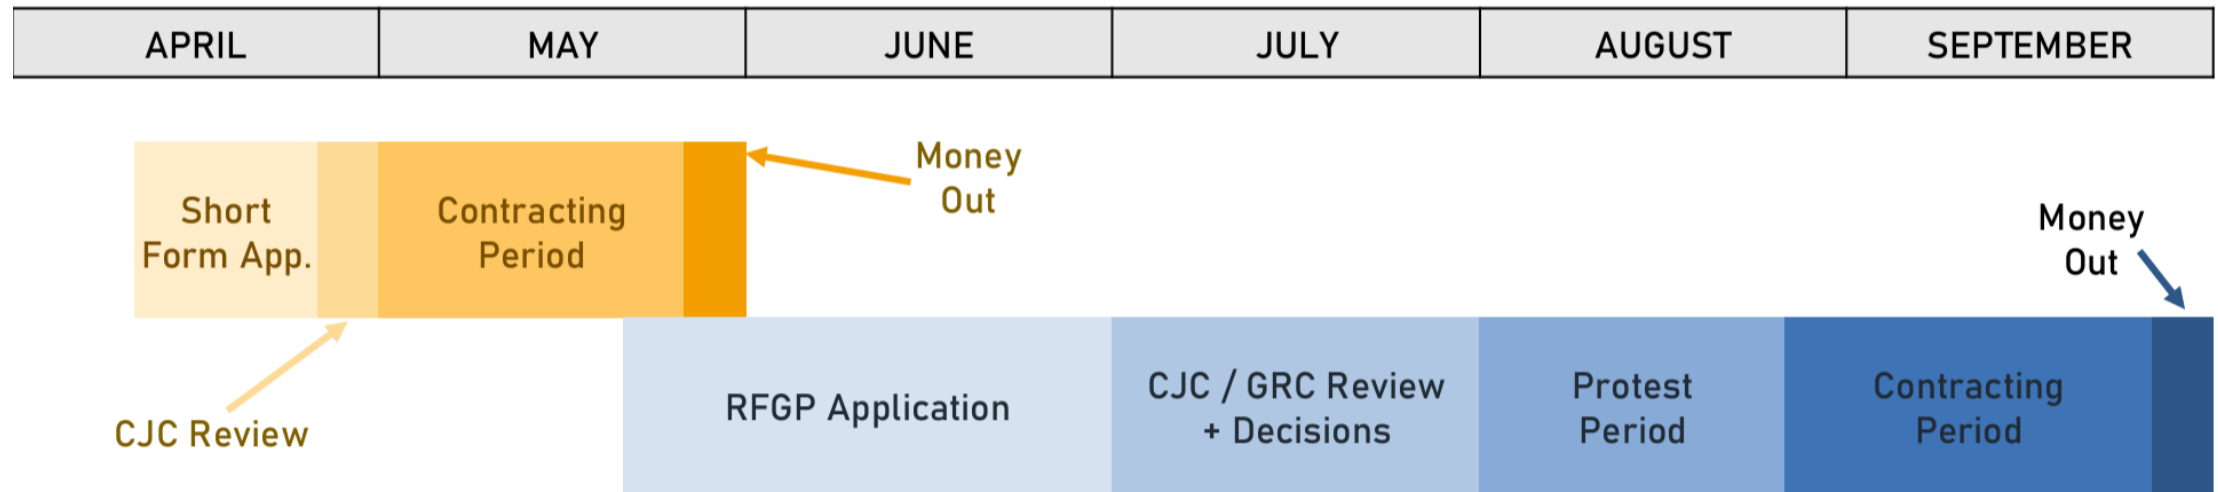 APRIL
MAY
JUNE
JULY
AUGUST
SEPTEMBER
Short
Form App.
Contracting
Period
Money
Out
CJC Review
Money
Out
RFGP Application
CJC / GRC Review
+ Decisions
Protest
Period
Contracting
Period